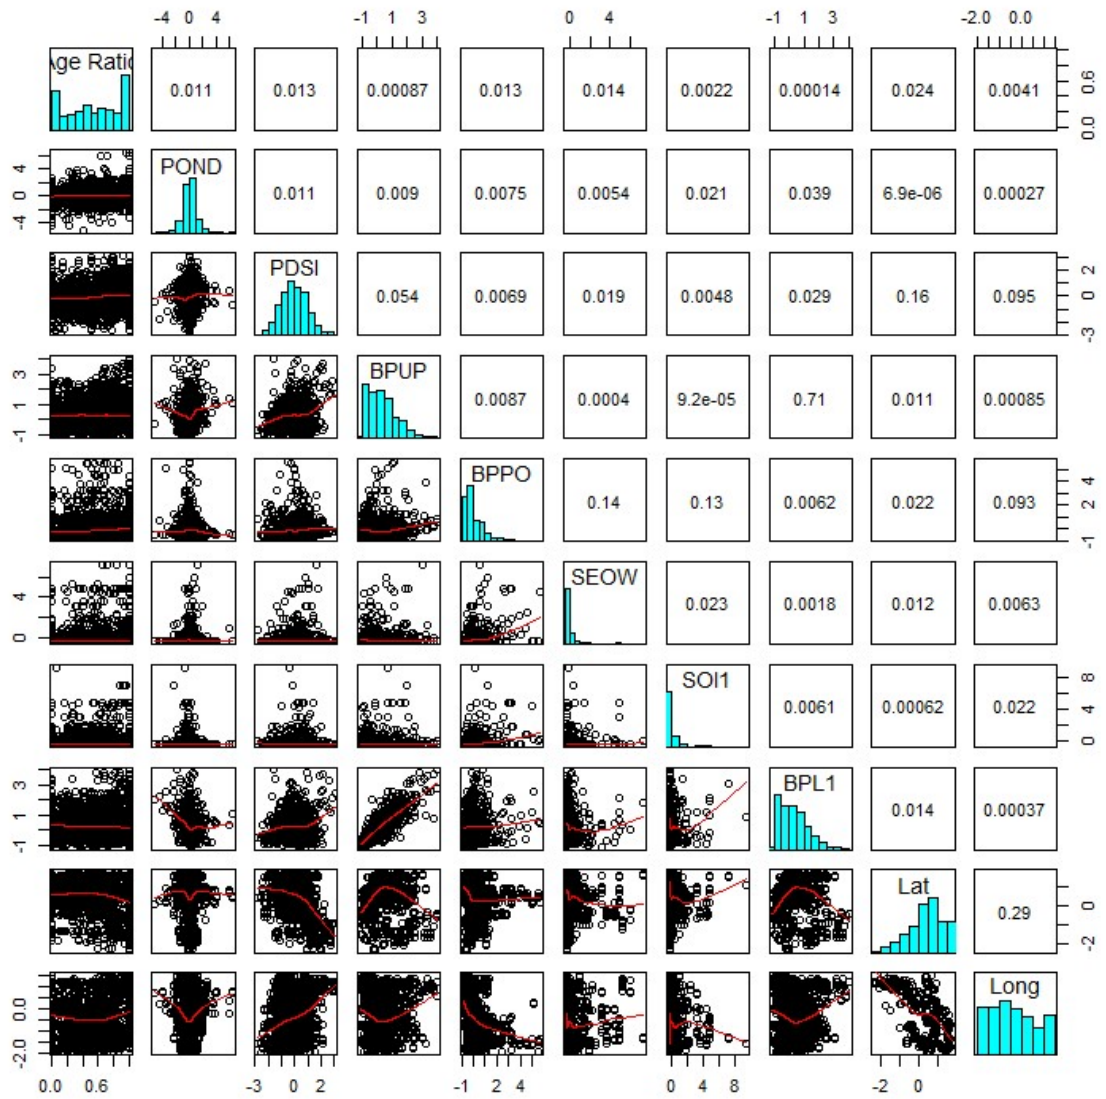 -4 0 4 -1 1 3 0 4 -1 1 3 -2.0 0.0
Age Ratio 0.011 0.013 0.00087 0.013 0.014 0.0022 0.00014 0.024 0.0041 0.0 0.6
-4 0 4 POND 0.011 0.009 0.0075 0.0054 0.021 0.039 6.9e-06 0.00027
PDSI 0.054 0.0069 0.019 0.0048 0.029 0.16 0.095 -3 0 2
-1 1 3 BPUP 0.0087 0.0004 9.2e-05 0.71 0.011 0.00085
BPPO 0.14 0.13 0.0062 0.022 0.093 -1 2 4
0 4 SEOW 0.023 0.0018 0.012 0.0063
SOI1 0.0061 0.00062 0.022 0 4 8
-1 1 3 BPL1 0.014 0.00037
Lat 0.29 -2 0
-2.0 0.0 Long
0.0 0.6 -3 0 2 -1 2 4 0 4 8 -2 0